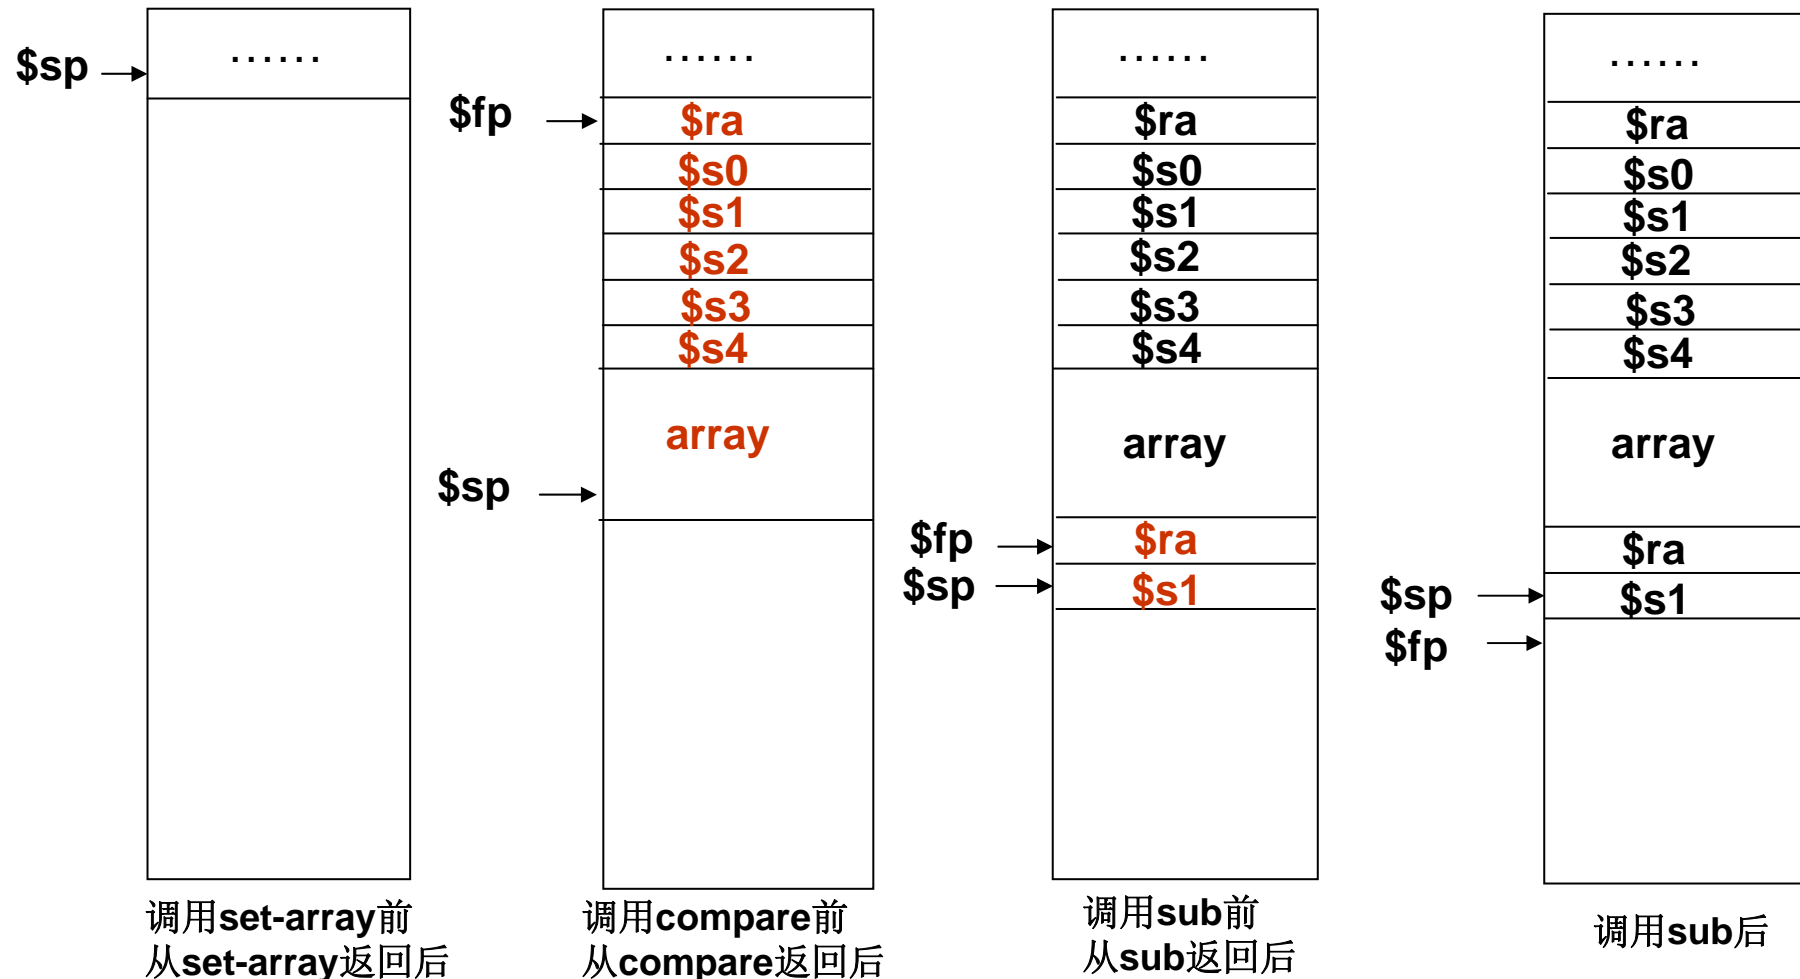 $sp
……
调用set-array前
从set-array返回后
……
$fp
$ra
$s0
$s1
$s2
$s3
$s4
array
$sp
调用compare前
从compare返回后
……
$ra
$s0
$s1
$s2
$s3
$s4
array
$fp
$ra
$sp
$s1
调用sub前
从sub返回后
……
$ra
$s0
$s1
$s2
$s3
$s4
array
$ra
$sp
$s1
$fp
调用sub后